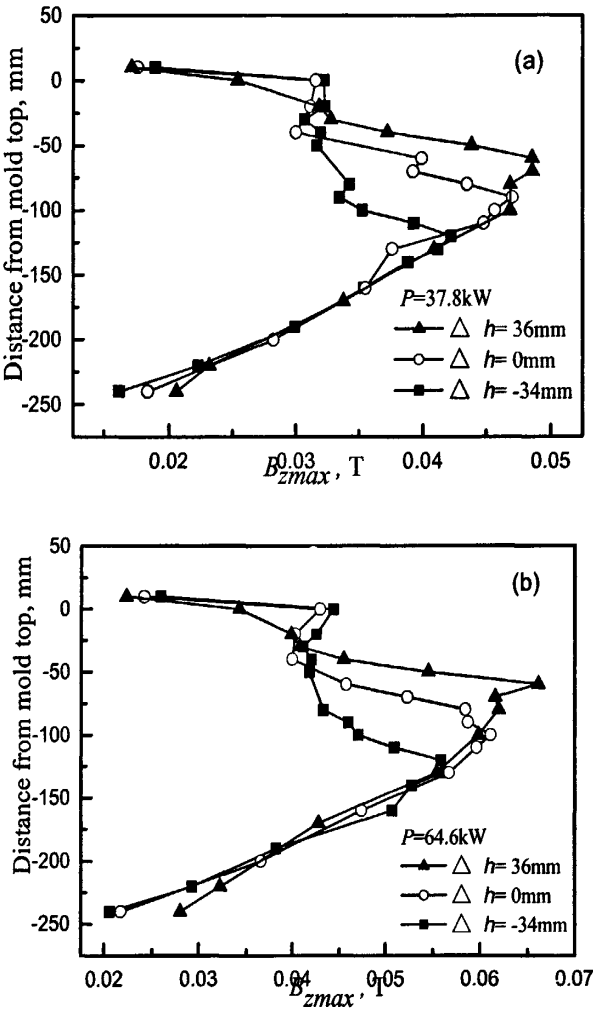 50
(a)
0
-50
-100
-150
-200
-250
Distance from mold top, mm
P=37.8kW
△ h= 36mm
△ h= 0mm
△ h= -34mm
0.02 0.03 0.04 0.05
Bzmax, T
50
(b)
0
-50
-100
-150
-200
-250
Distance from mold top, mm
P=64.6kW
△ h= 36mm
△ h= 0mm
△ h= -34mm
0.02 0.03 0.04 0.05 0.06 0.07
Bzmax, T